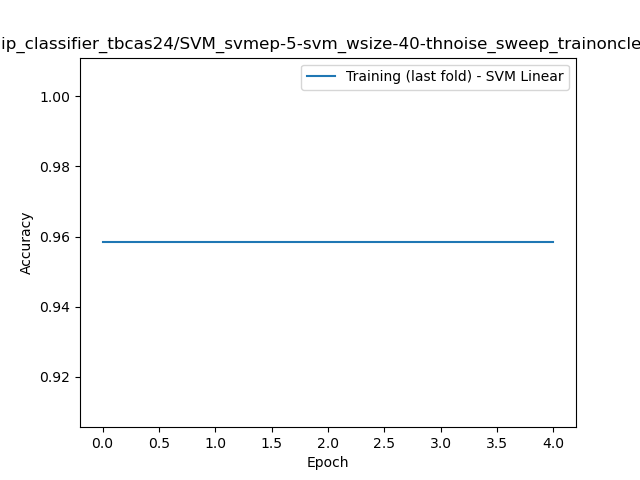 ip_classifier_tbcas24/SVM_svmep-5-svm_wsize-40-thnoise_sweep_trainoncle
Training (last fold) - SVM Linear
1.00
0.98
0.96
0.94
0.92
Accuracy
0.0 0.5 1.0 1.5 2.0 2.5 3.0 3.5 4.0
Epoch